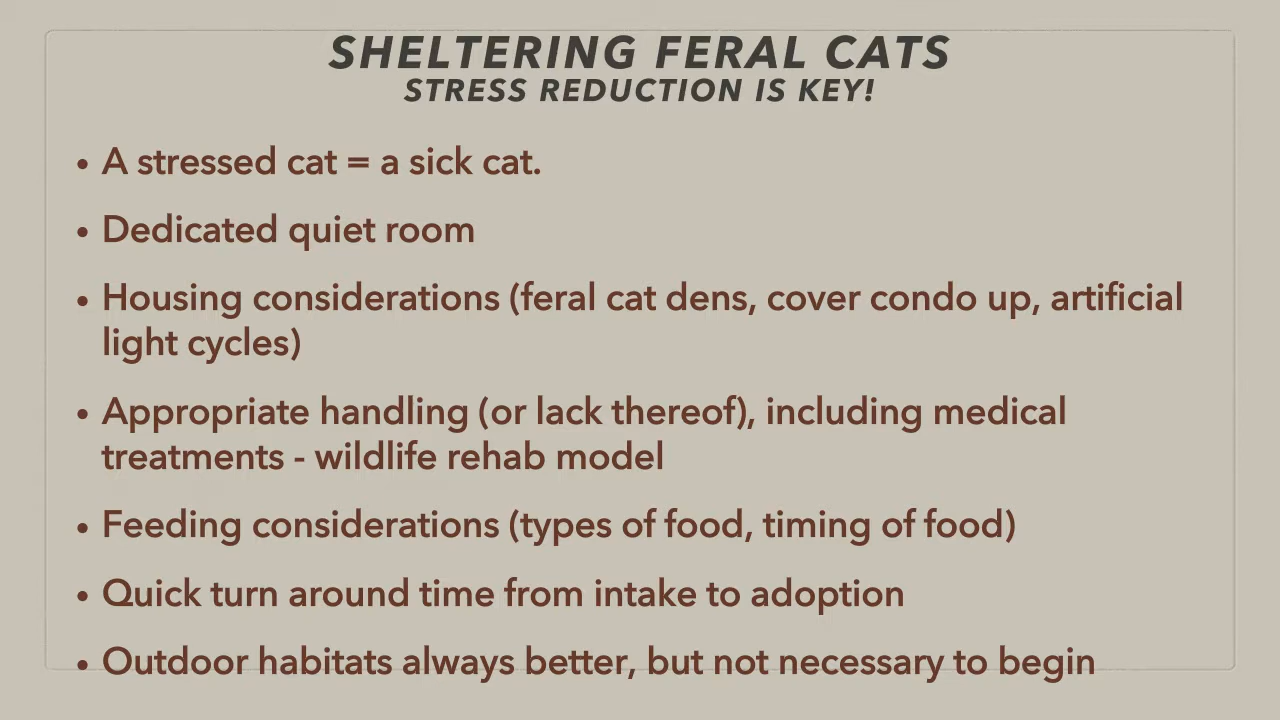 SHELTERING FERAL CATS
STRESS REDUCTION IS KEY!
• A stressed cat = a sick cat.
• Dedicated quiet room
• Housing considerations (feral cat dens, cover condo up, artificial
light cycles)
• Appropriate handling (or lack thereof), including medical
treatments - wildlife rehab model
• Feeding considerations (types of food, timing of food)
• Quick turn around time from intake to adoption
• Outdoor habitats always better, but not necessary to begin